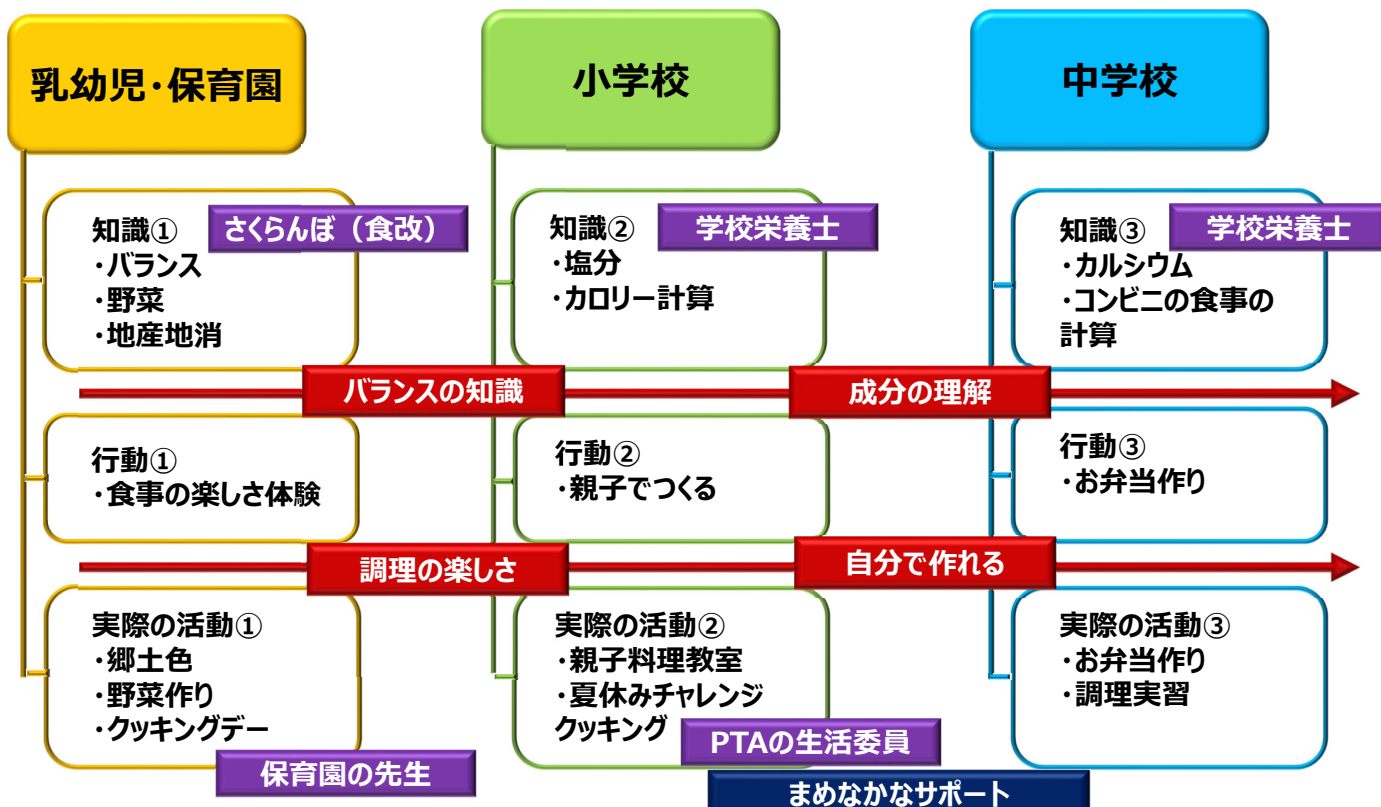 乳幼児・保育園
小学校
中学校
知識①
さくらんぼ（食改）
・バランス
・野菜
・地産地消
知識②
学校栄養士
・塩分
・カロリー計算
知識③
学校栄養士
・カルシウム
・コンビニの食事の
計算
バランスの知識
成分の理解
行動①
・食事の楽しさ体験
行動②
・親子でつくる
行動③
・お弁当作り
調理の楽しさ
自分で作れる
実際の活動①
・郷土色
・野菜作り
・クッキングデー
保育園の先生
実際の活動②
・親子料理教室
・夏休みチャレンジ
クッキング
PTAの生活委員
実際の活動③
・お弁当作り
・調理実習
まめなかなサポート